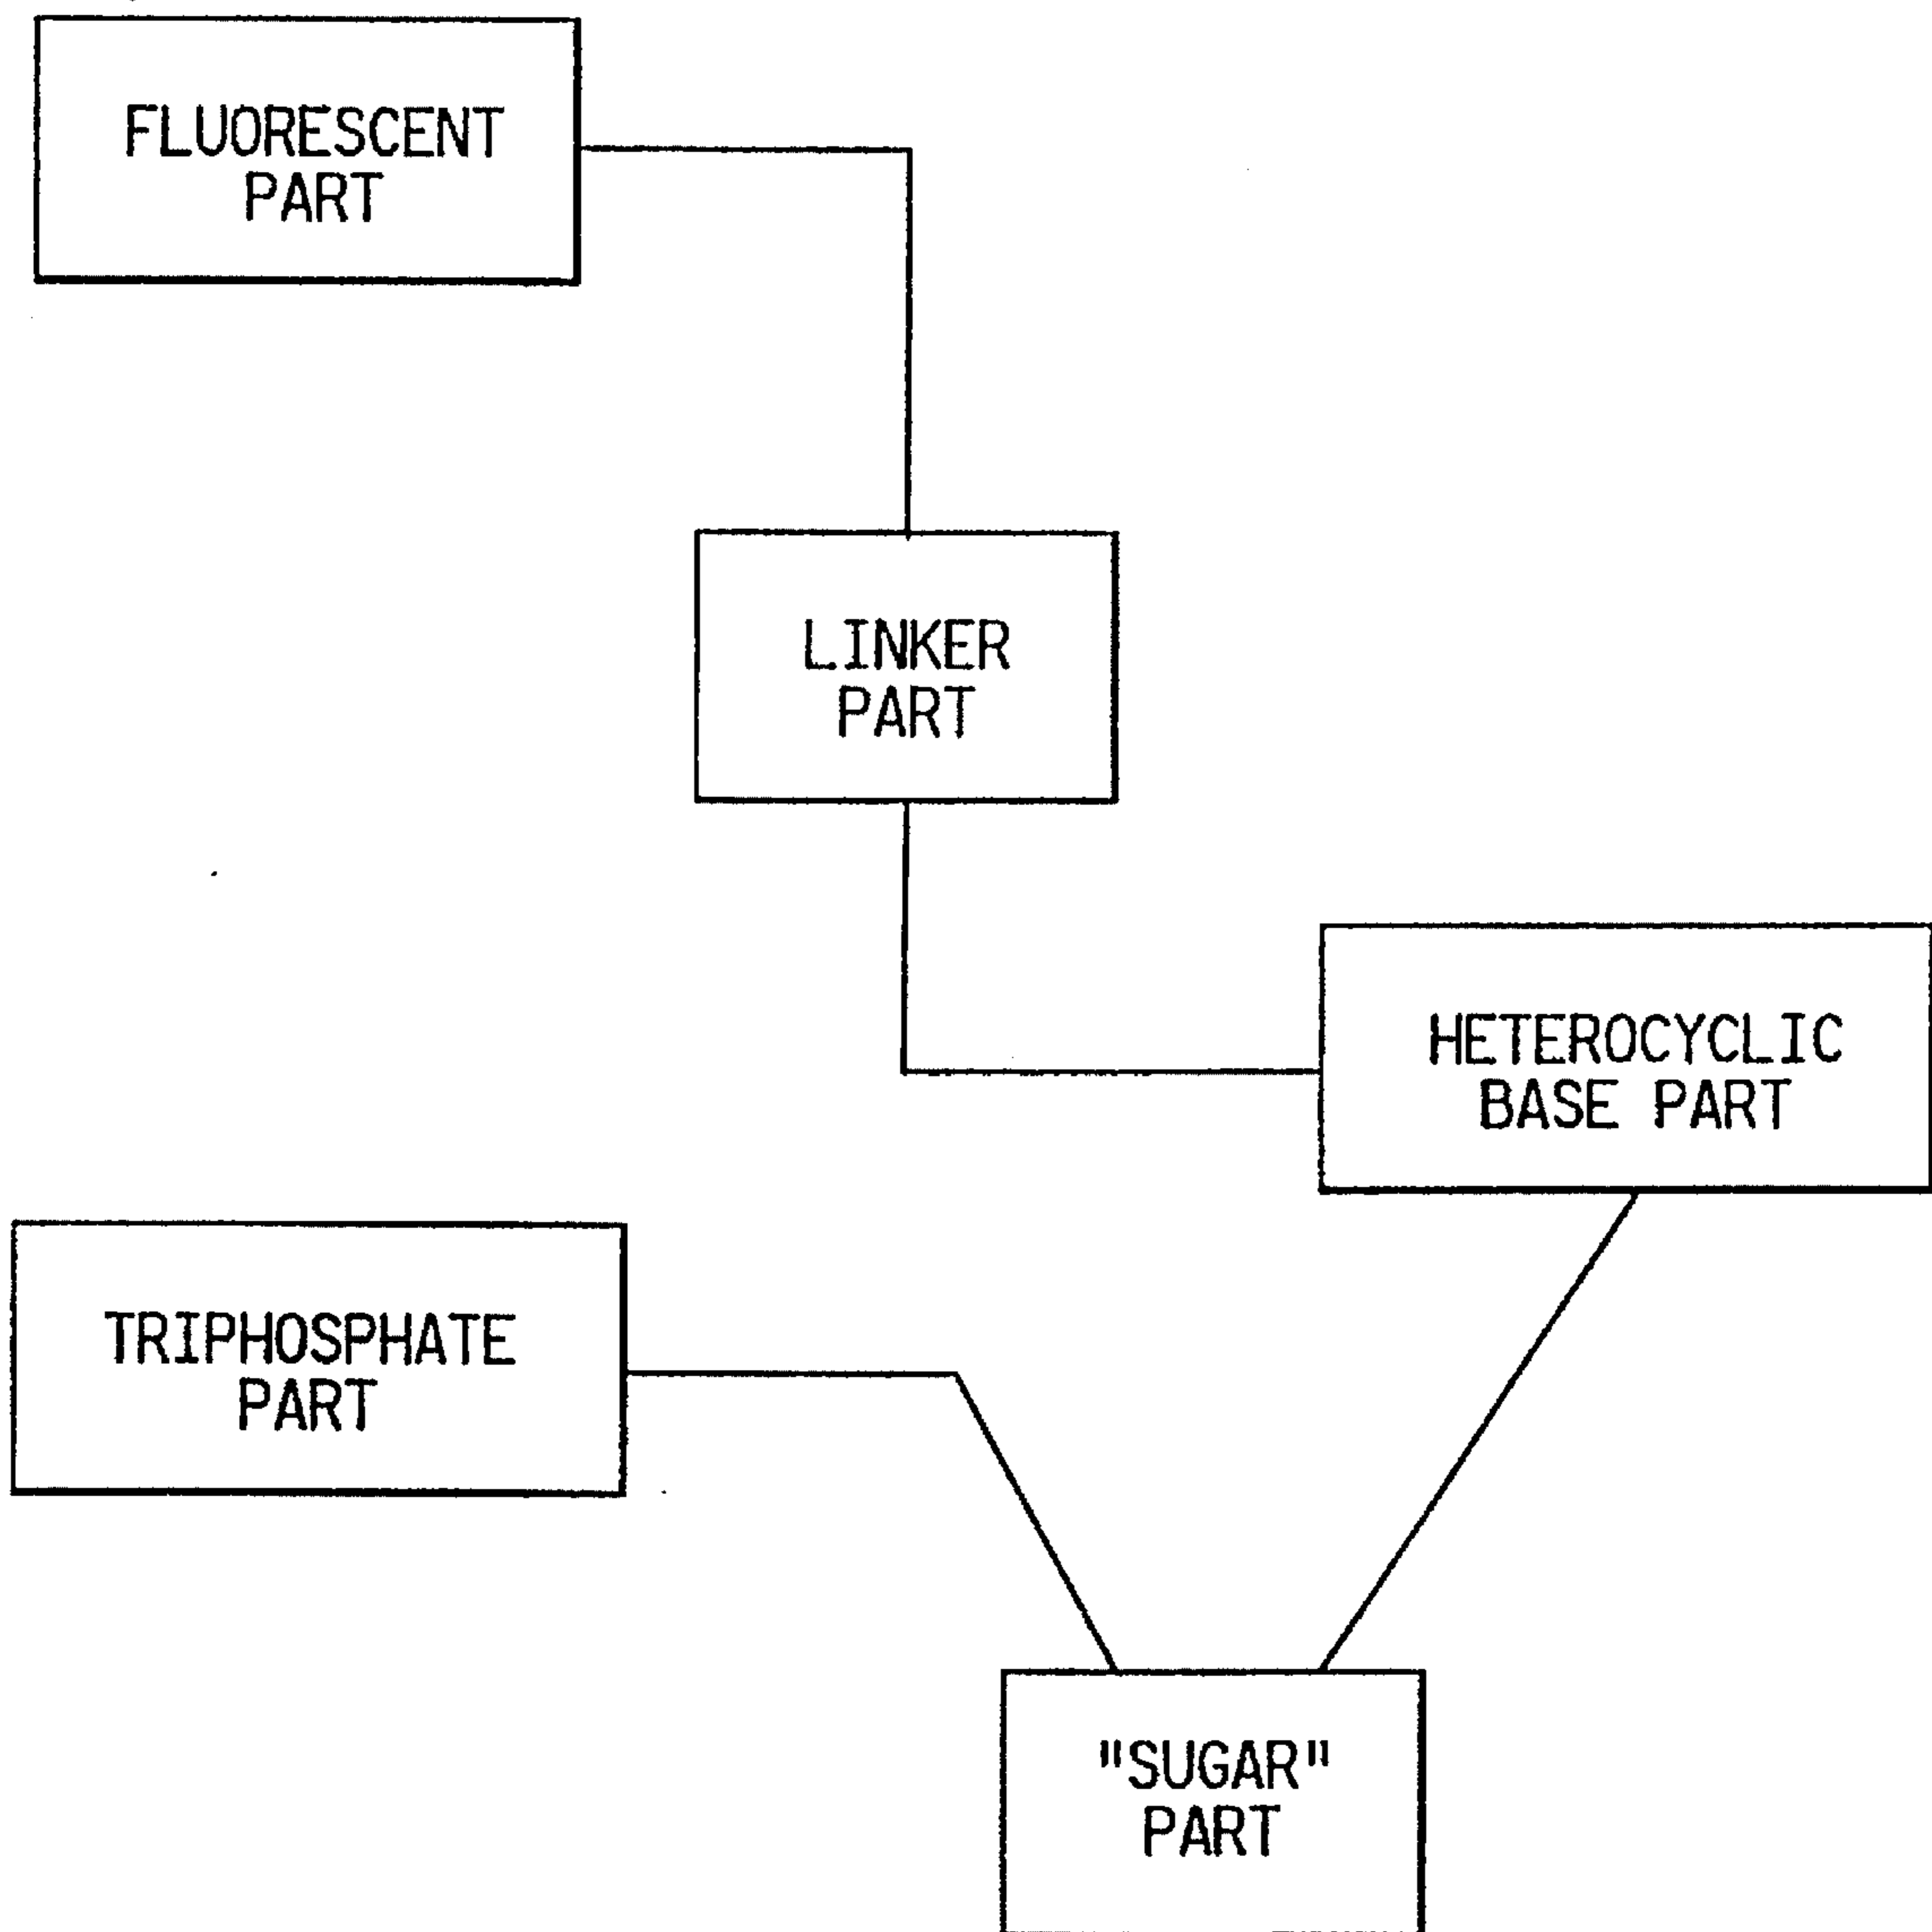 FLUORESCENT
PART
LINKER
PART
HETEROCYCLIC
BASE PART
TRIPHOSPHATE
PART
"SUGAR"
PART